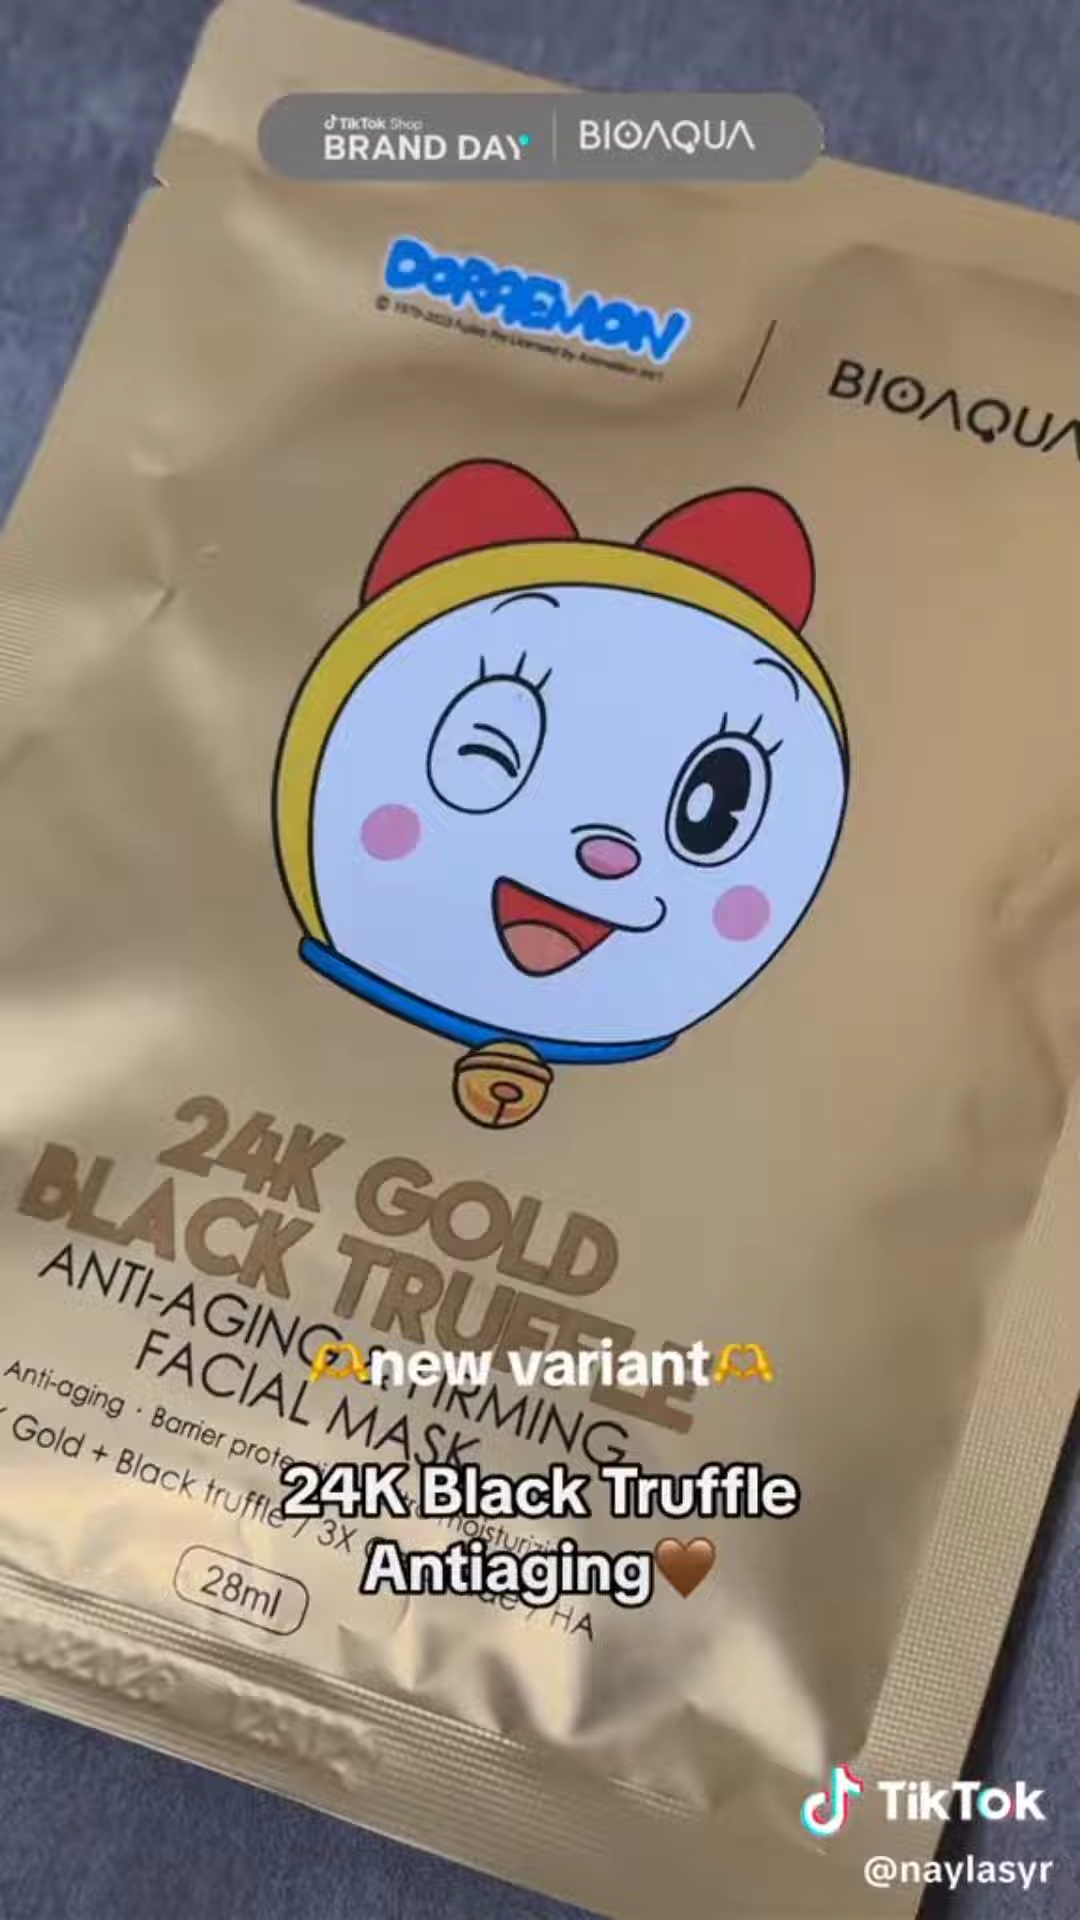 TikTok Shop
BRAND DAY
BIOAQUA
DORAEMON
BIOAQUA
24K GOLD
BLACK TRUFFLE
ANTI-AGING & FIRMING
FACIAL MASK
🫶new variant🫶
Anti-aging · Barrier
Gold + Black truffle / 3X
HA
24K Black Truffle
Antiaging🤎
28ml
TikTok
@naylasyr